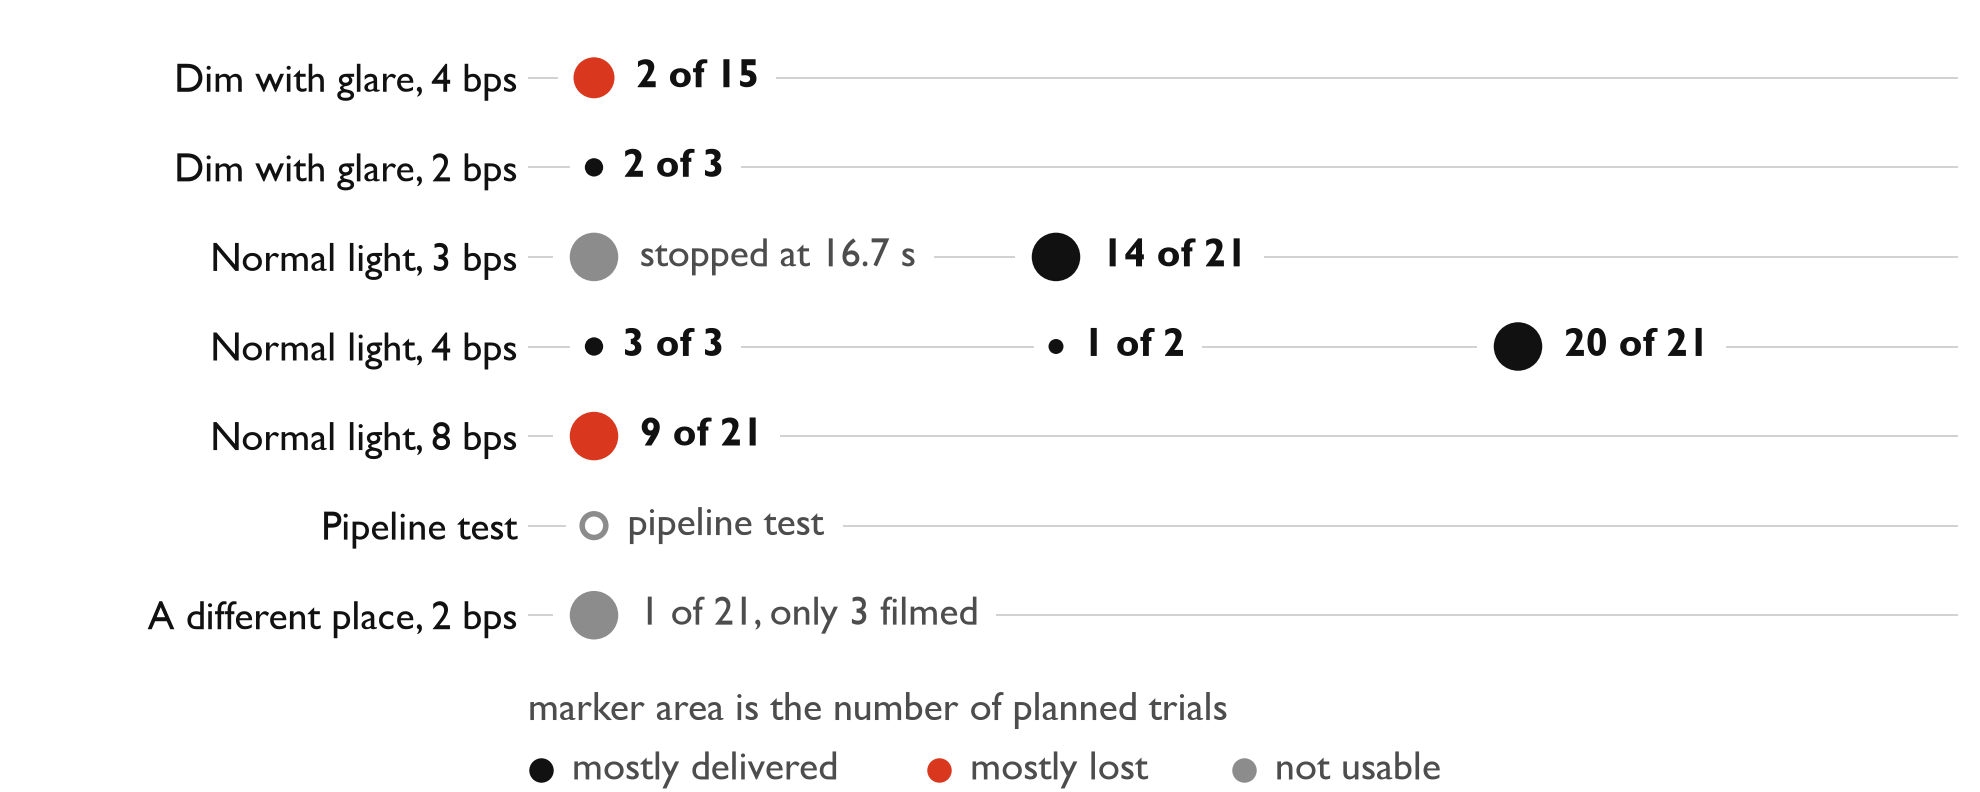 Dim with glare, 4 bps 2 of 15
Dim with glare, 2 bps 2 of 3
Normal light, 3 bps stopped at 16.7 s 14 of 21
Normal light, 4 bps 3 of 3 1 of 2 20 of 21
Normal light, 8 bps 9 of 21
Pipeline test pipeline test
A different place, 2 bps 1 of 21, only 3 filmed
marker area is the number of planned trials
mostly delivered mostly lost not usable